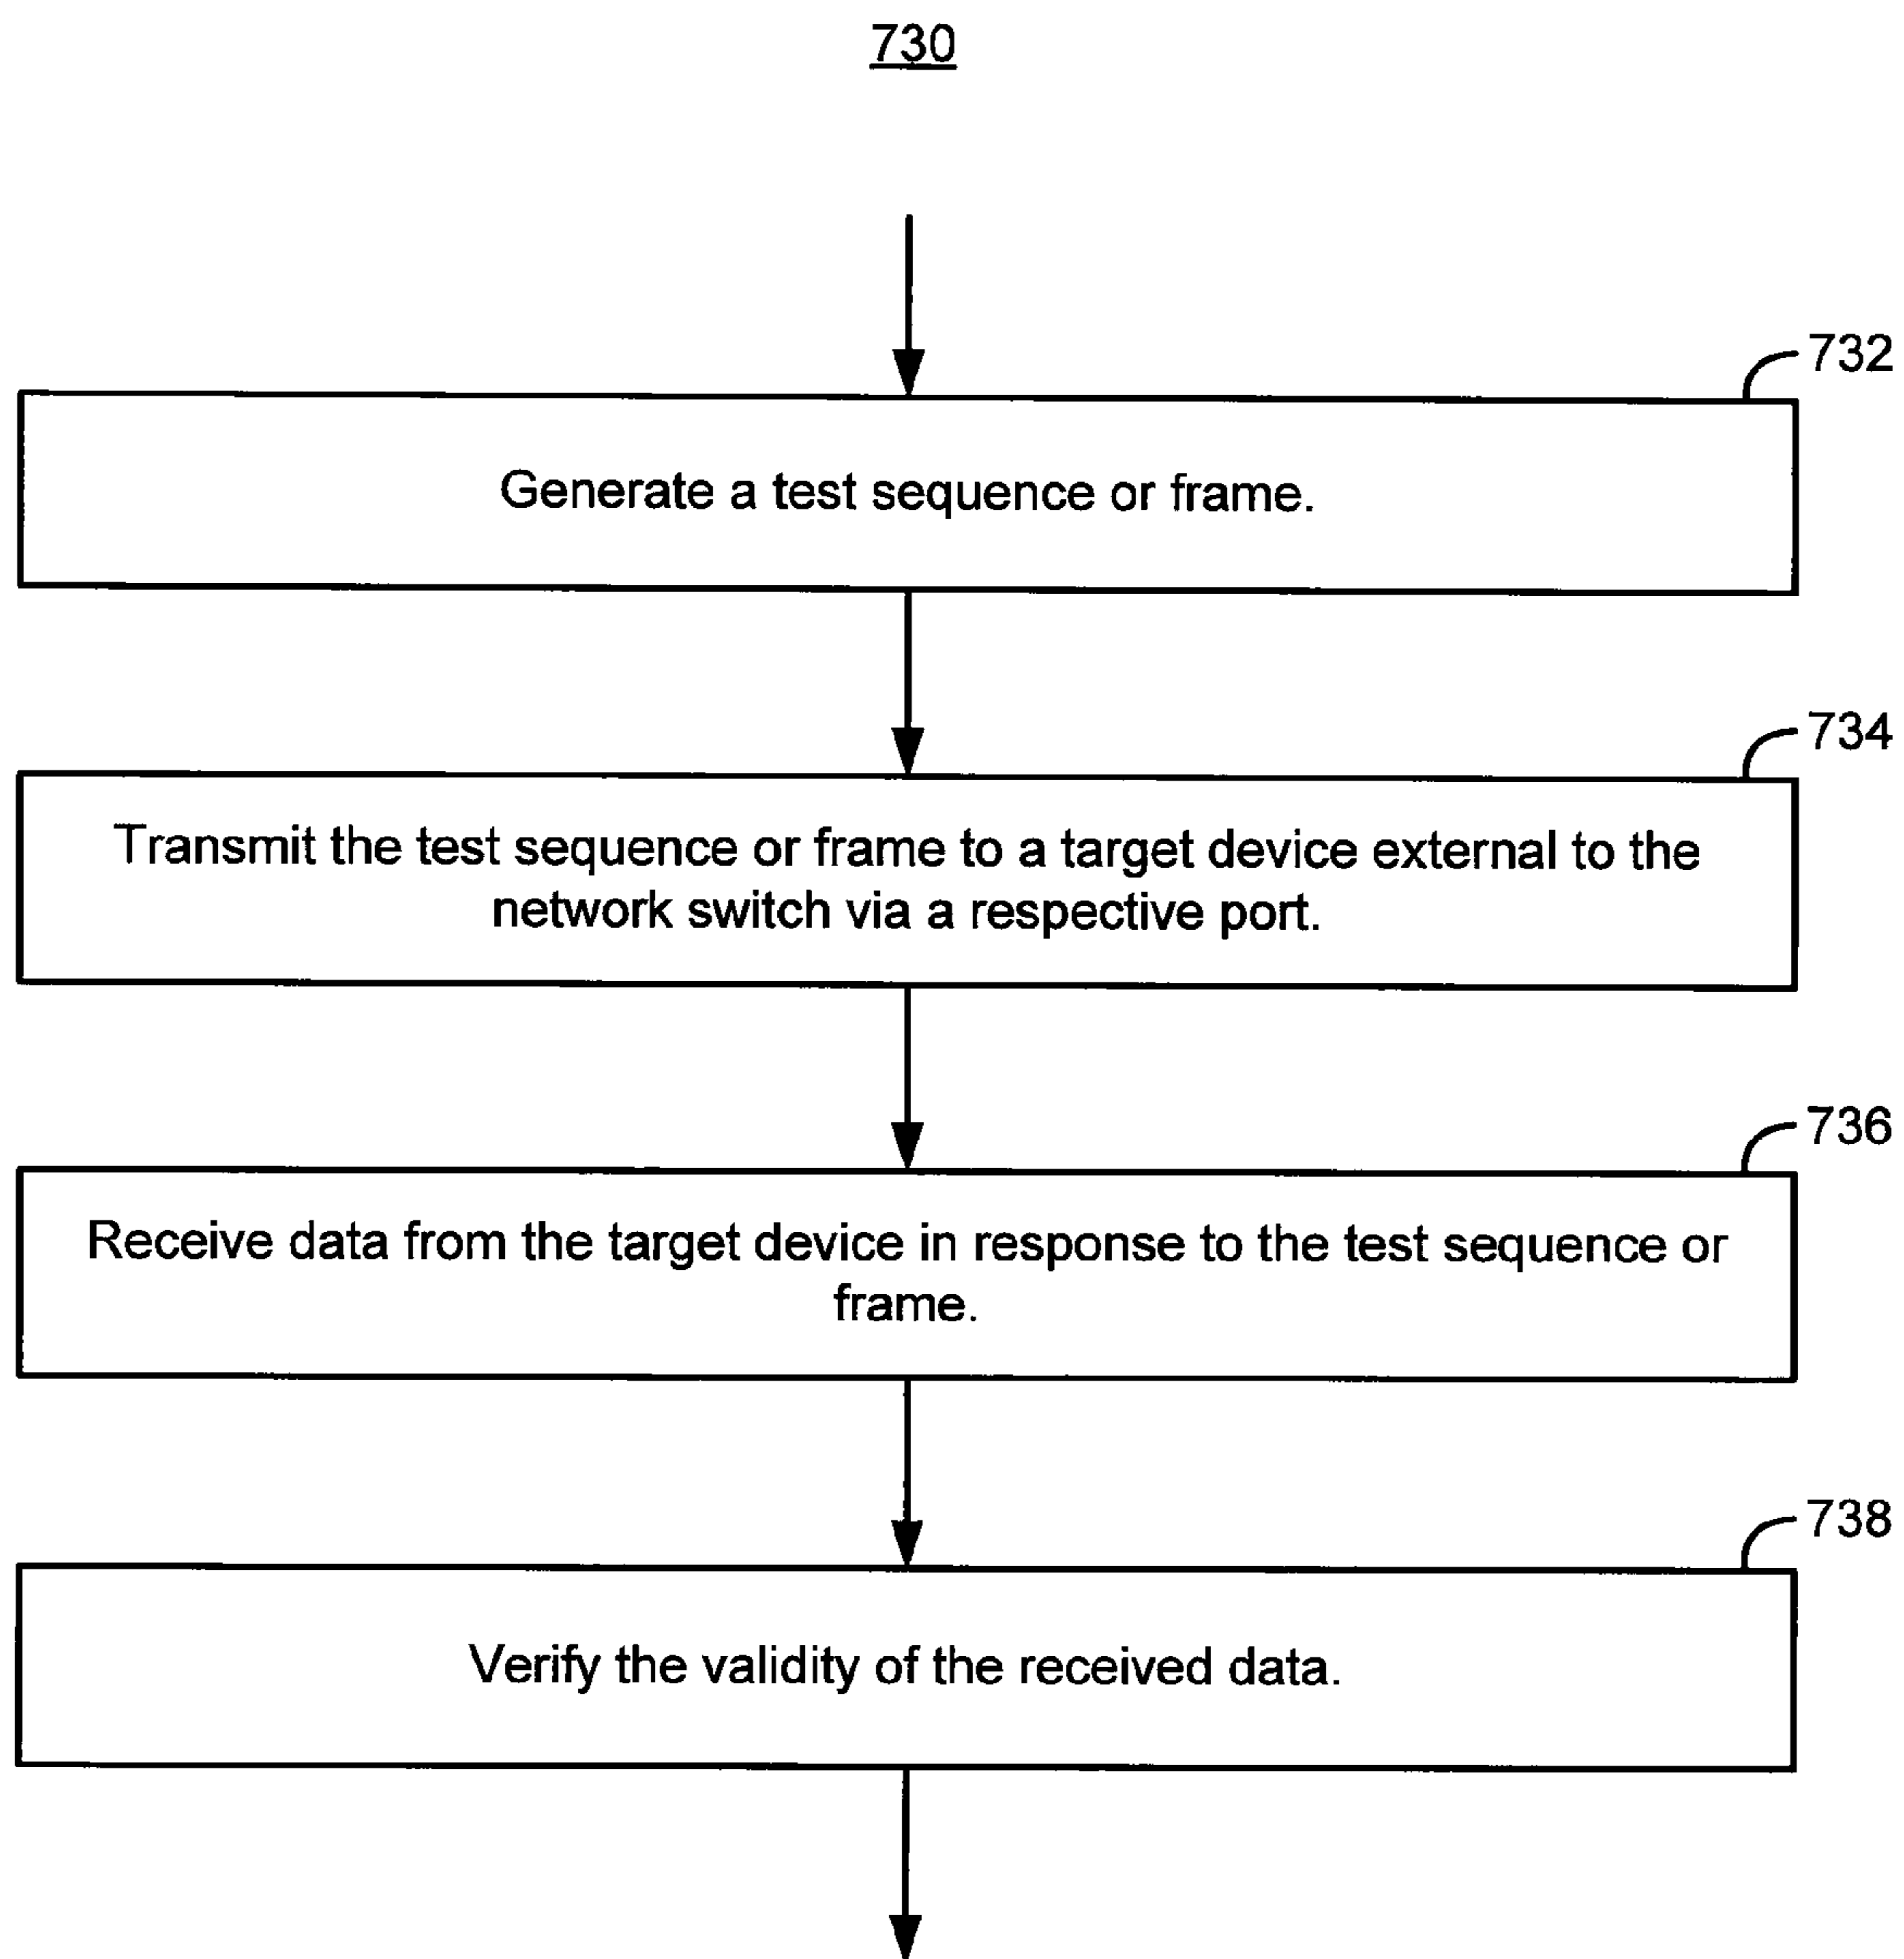 730
732
Generate a test sequence or frame.
734
Transmit the test sequence or frame to a target device external to the
network switch via a respective port.
736
Receive data from the target device in response to the test sequence or
frame.
738
Verify the validity of the received data.